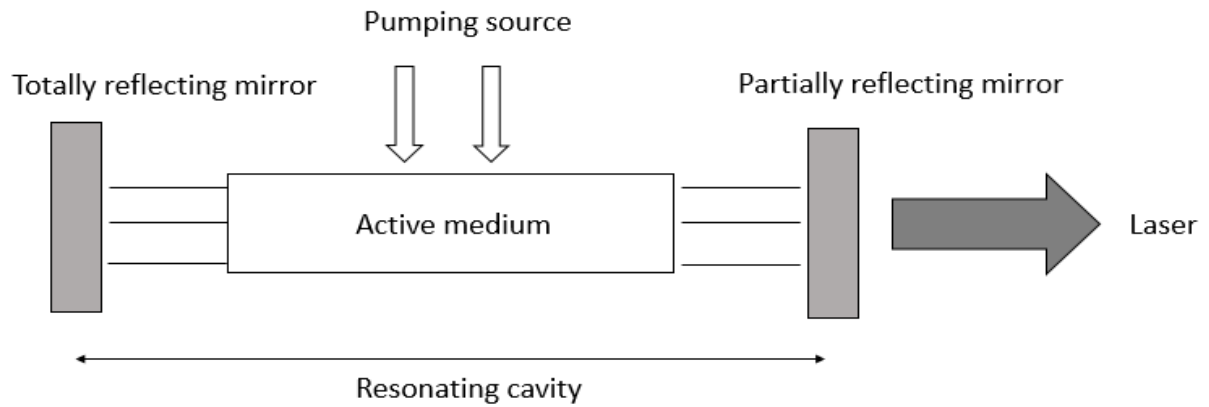 Pumping source
Totally reflecting mirror
Partially reflecting mirror
Active medium
Laser
Resonating cavity